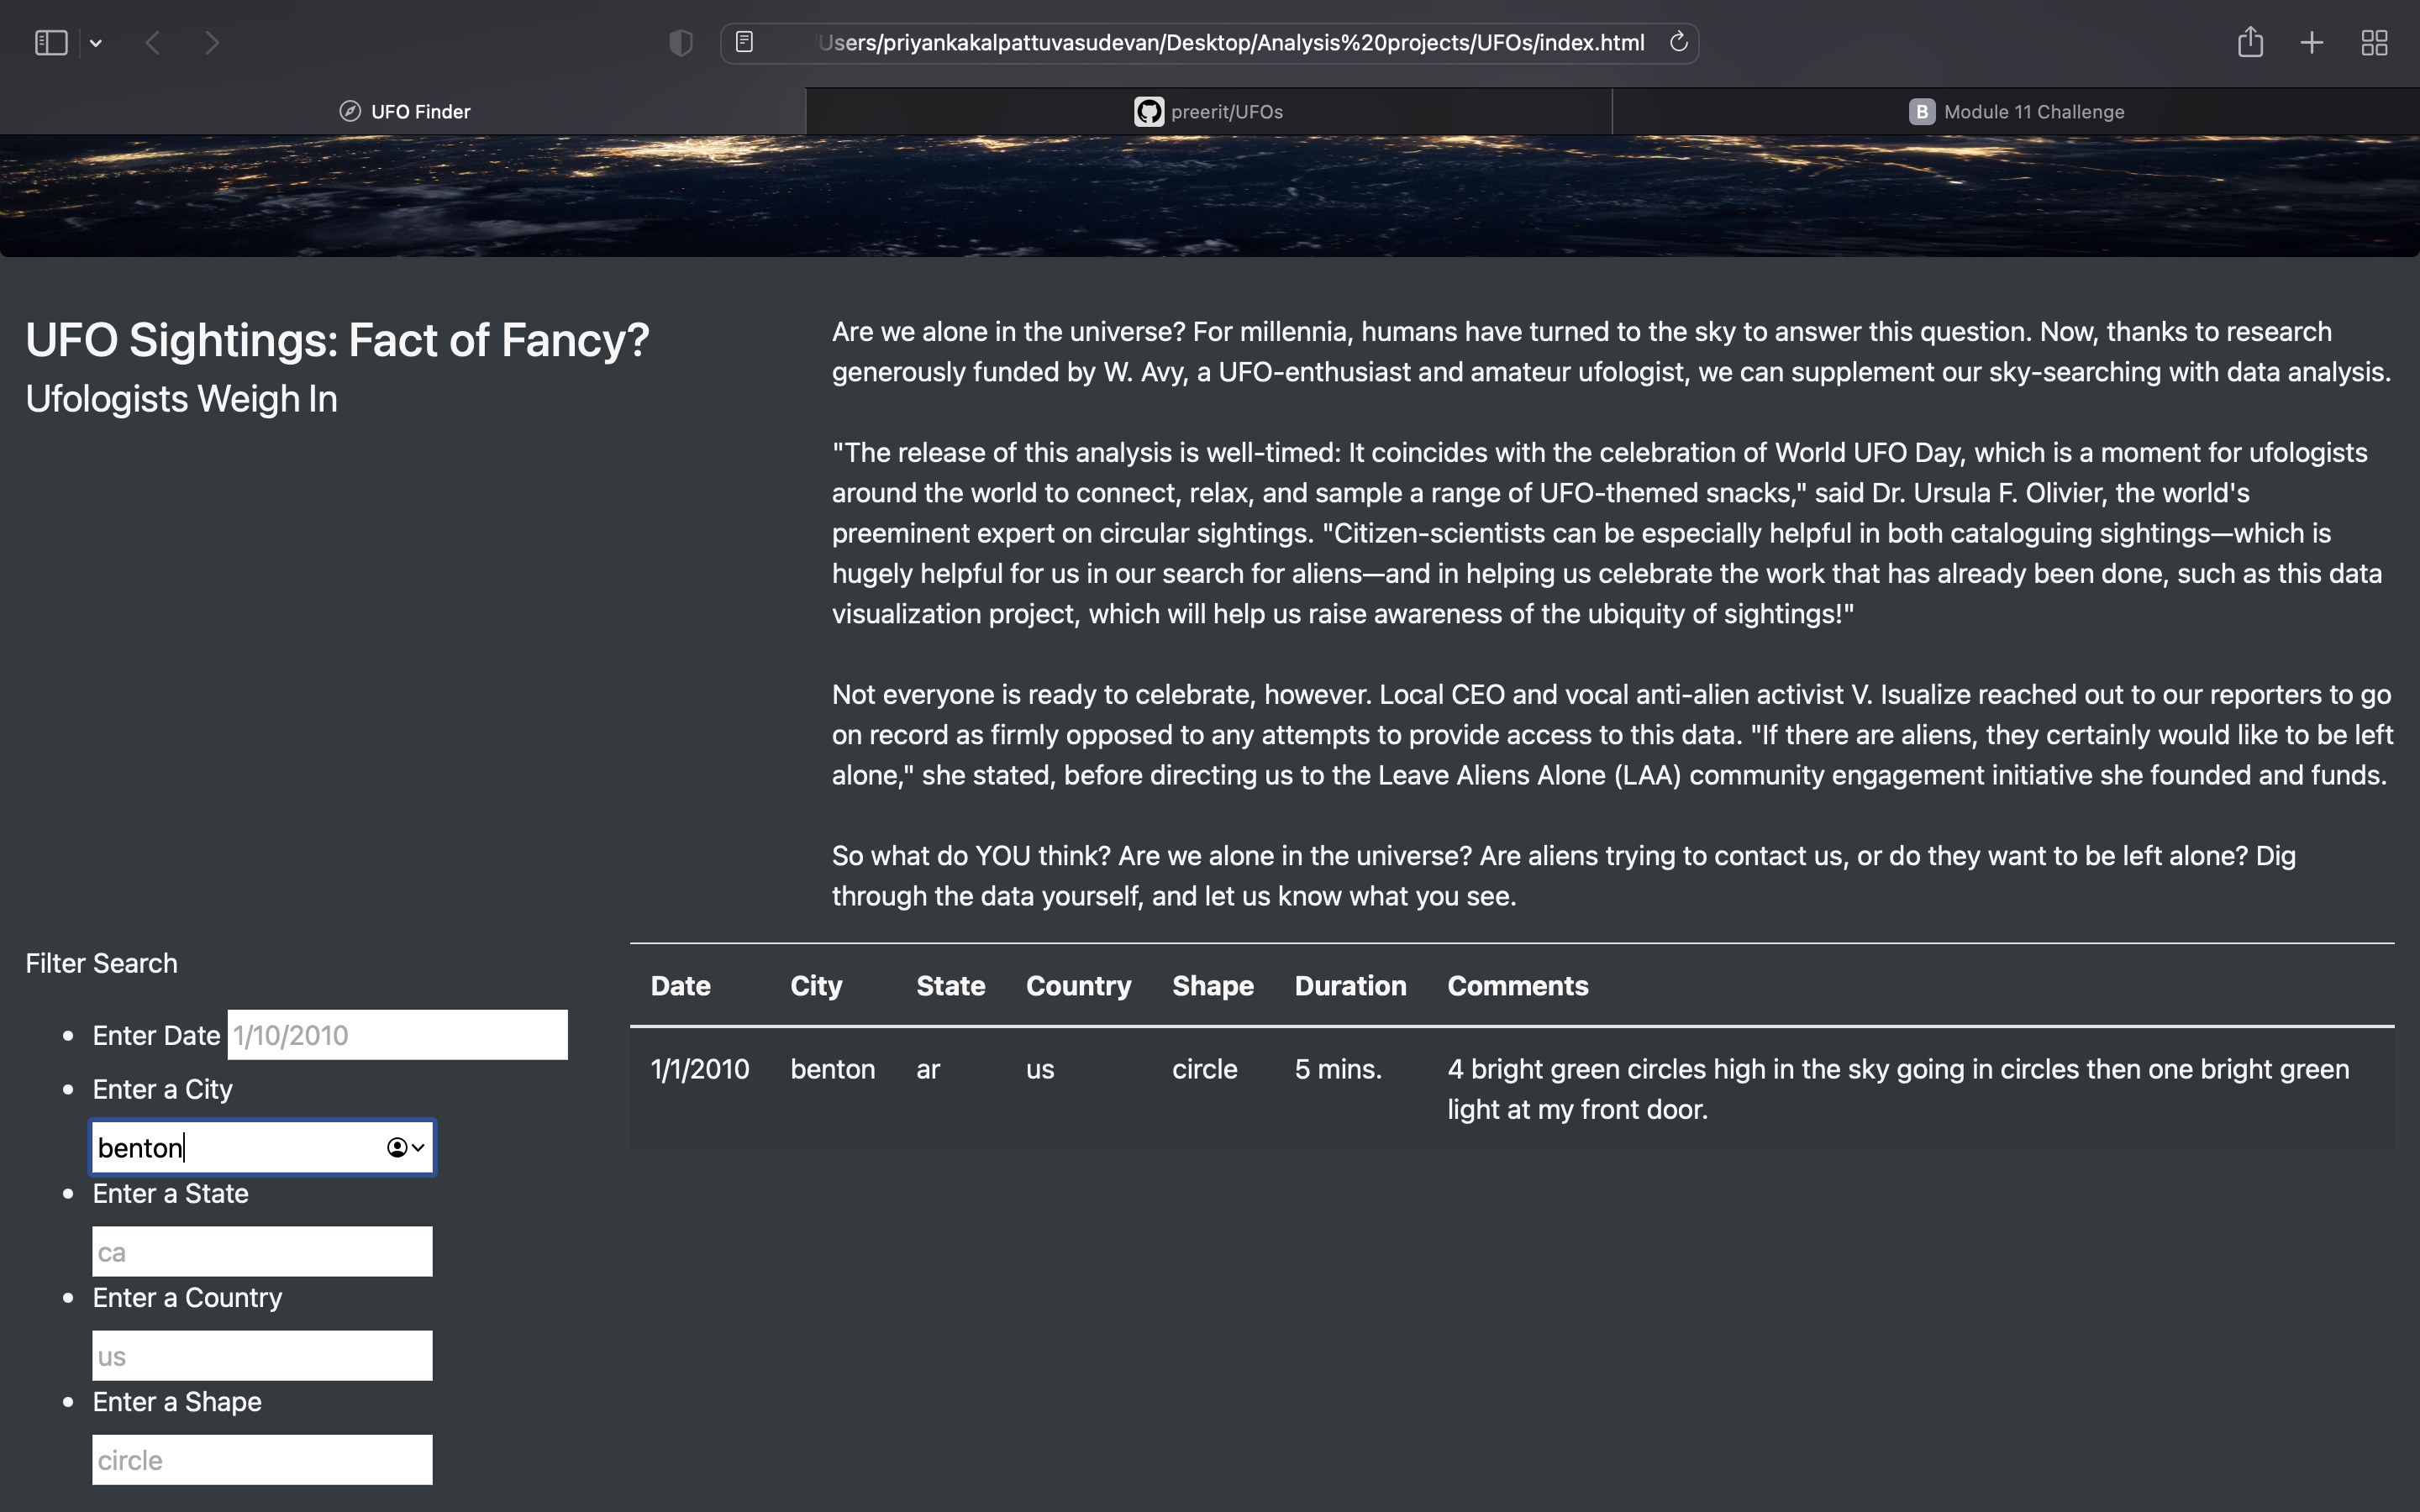 Users/priyankakalpattuvasudevan/Desktop/Analysis%20projects/UFOs/index.html
UFO Finder
preerit/UFOs
B Module 11 Challenge
UFO Sightings: Fact of Fancy?
Ufologists Weigh In
Are we alone in the universe? For millennia, humans have turned to the sky to answer this question. Now, thanks to research
generously funded by W. Avy, a UFO-enthusiast and amateur ufologist, we can supplement our sky-searching with data analysis.
"The release of this analysis is well-timed: It coincides with the celebration of World UFO Day, which is a moment for ufologists
around the world to connect, relax, and sample a range of UFO-themed snacks," said Dr. Ursula F. Olivier, the world's
preeminent expert on circular sightings. "Citizen-scientists can be especially helpful in both cataloguing sightings—which is
hugely helpful for us in our search for aliens—and in helping us celebrate the work that has already been done, such as this data
visualization project, which will help us raise awareness of the ubiquity of sightings!"
Not everyone is ready to celebrate, however. Local CEO and vocal anti-alien activist V. Isualize reached out to our reporters to go
on record as firmly opposed to any attempts to provide access to this data. "If there are aliens, they certainly would like to be left
alone," she stated, before directing us to the Leave Aliens Alone (LAA) community engagement initiative she founded and funds.
So what do YOU think? Are we alone in the universe? Are aliens trying to contact us, or do they want to be left alone? Dig
through the data yourself, and let us know what you see.
Filter Search
Enter Date 1/10/2010
Enter a City
benton
Enter a State
ca
Enter a Country
us
Enter a Shape
circle
Date City State Country Shape Duration Comments
1/1/2010 benton ar us circle 5 mins. 4 bright green circles high in the sky going in circles then one bright green
light at my front door.